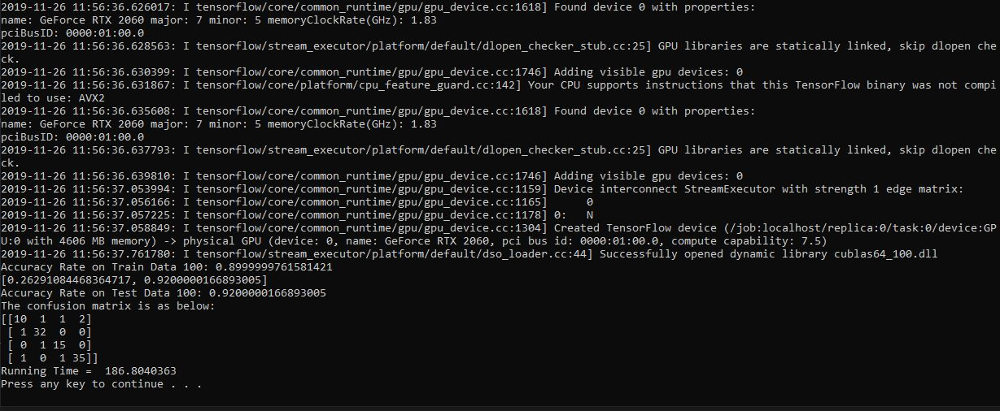 2019-11-26 11:56:36.626017: I tensorflow/core/common_runtime/gpu/gpu_device.cc:1618] Found device 0 with properties:
name: GeForce RTX 2060 major: 7 minor: 5 memoryClockRate(GHz): 1.83
pciBusID: 0000:01:00.0
2019-11-26 11:56:36.628563: I tensorflow/stream_executor/platform/default/dlopen_checker_stub.cc:25] GPU libraries are statically linked, skip dlopen che
ck.
2019-11-26 11:56:36.630399: I tensorflow/core/common_runtime/gpu/gpu_device.cc:1746] Adding visible gpu devices: 0
2019-11-26 11:56:36.631867: I tensorflow/core/platform/cpu_feature_guard.cc:142] Your CPU supports instructions that this TensorFlow binary was not compi
led to use: AVX2
2019-11-26 11:56:36.635608: I tensorflow/core/common_runtime/gpu/gpu_device.cc:1618] Found device 0 with properties:
name: GeForce RTX 2060 major: 7 minor: 5 memoryClockRate(GHz): 1.83
pciBusID: 0000:01:00.0
2019-11-26 11:56:36.637793: I tensorflow/stream_executor/platform/default/dlopen_checker_stub.cc:25] GPU libraries are statically linked, skip dlopen che
ck.
2019-11-26 11:56:36.639810: I tensorflow/core/common_runtime/gpu/gpu_device.cc:1746] Adding visible gpu devices: 0
2019-11-26 11:56:37.053994: I tensorflow/core/common_runtime/gpu/gpu_device.cc:1159] Device interconnect StreamExecutor with strength 1 edge matrix:
2019-11-26 11:56:37.056166: I tensorflow/core/common_runtime/gpu/gpu_device.cc:1165]      0
2019-11-26 11:56:37.057225: I tensorflow/core/common_runtime/gpu/gpu_device.cc:1178] 0:   N
2019-11-26 11:56:37.058849: I tensorflow/core/common_runtime/gpu/gpu_device.cc:1304] Created TensorFlow device (/job:localhost/replica:0/task:0/device:GP
U:0 with 4606 MB memory) -> physical GPU (device: 0, name: GeForce RTX 2060, pci bus id: 0000:01:00.0, compute capability: 7.5)
2019-11-26 11:56:37.761780: I tensorflow/stream_executor/platform/default/dso_loader.cc:44] Successfully opened dynamic library cublas64_100.dll
Accuracy Rate on Train Data 100: 0.8999999761581421
[0.26291084468364717, 0.9200000166893005]
Accuracy Rate on Test Data 100: 0.9200000166893005
The confusion matrix is as below:
[[10  1  1  2]
 [ 1 32  0  0]
 [ 0  1 15  0]
 [ 1  0  1 35]]
Running Time =  186.8040363
Press any key to continue . . .